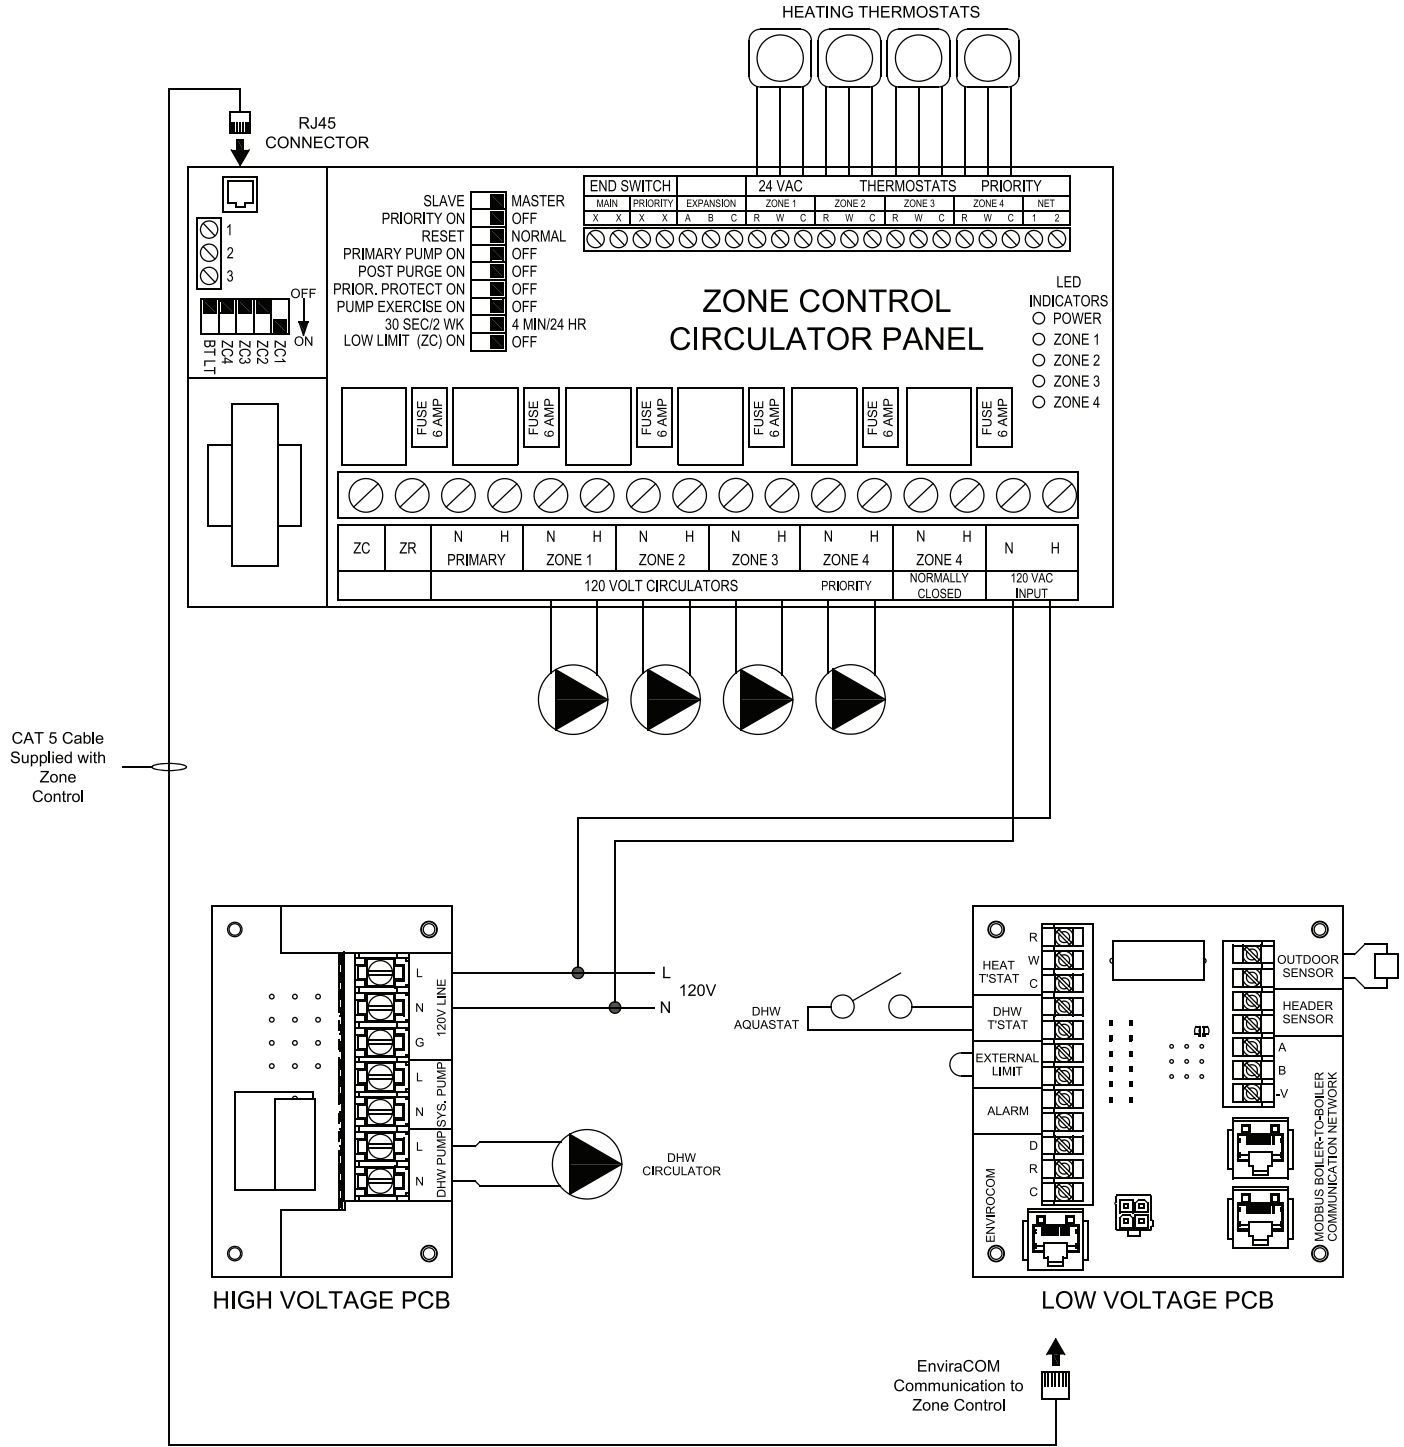 HEATING THERMOSTATS
RJ45
CONNECTOR
1
2
3
OFF
ON
BT LT
ZC4
ZC3
ZC2
ZC1
SLAVE MASTER
PRIORITY ON OFF
RESET NORMAL
PRIMARY PUMP ON OFF
POST PURGE ON OFF
PRIOR. PROTECT ON OFF
PUMP EXERCISE ON OFF
30 SEC/2 WK 4 MIN/24 HR
LOW LIMIT (ZC) ON OFF
END SWITCH 24 VAC THERMOSTATS PRIORITY
MAIN PRIORITY EXPANSION ZONE 1 ZONE 2 ZONE 3 ZONE 4 NET
X X X X A B C R W C R W C R W C R W C 1 2
ZONE CONTROL
CIRCULATOR PANEL
LED
INDICATORS
POWER
ZONE 1
ZONE 2
ZONE 3
ZONE 4
FUSE
6 AMP
FUSE
6 AMP
FUSE
6 AMP
FUSE
6 AMP
FUSE
6 AMP
FUSE
6 AMP
ZC ZR N H N H N H N H N H N H N H
PRIMARY ZONE 1 ZONE 2 ZONE 3 ZONE 4 ZONE 4
120 VOLT CIRCULATORS PRIORITY
NORMALLY
CLOSED
120 VAC
INPUT
CAT 5 Cable
Supplied with
Zone
Control
L
N
G
L
N
L
N
120V LINE
SYS. PUMP
DHW PUMP
L
N
120V
DHW
CIRCULATOR
HIGH VOLTAGE PCB
DHW
AQUASTAT
R
W
C
HEAT
T'STAT
DHW
T'STAT
EXTERNAL
LIMIT
ALARM
D
R
C
ENVIROCOM
OUTDOOR
SENSOR
HEADER
SENSOR
A
B
-V
MODBUS BOILER-TO-BOILER
COMMUNICATION NETWORK
LOW VOLTAGE PCB
EnviraCOM
Communication to
Zone Control